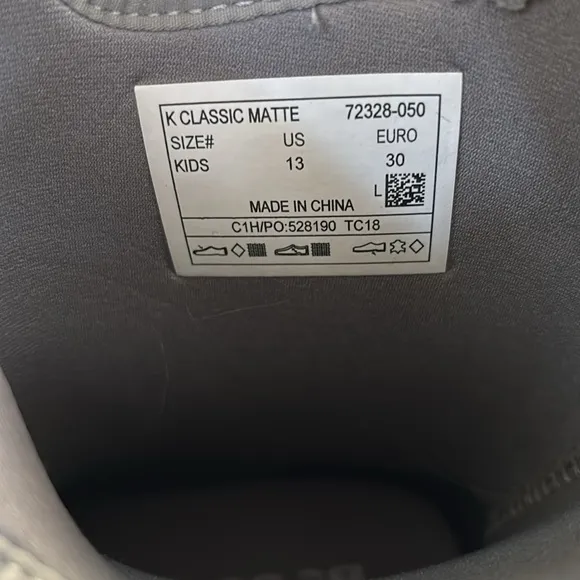 K CLASSIC MATTE 72328-050
SIZE# US EURO
KIDS 13 30
L
MADE IN CHINA
C1H/PO:528190 TC18